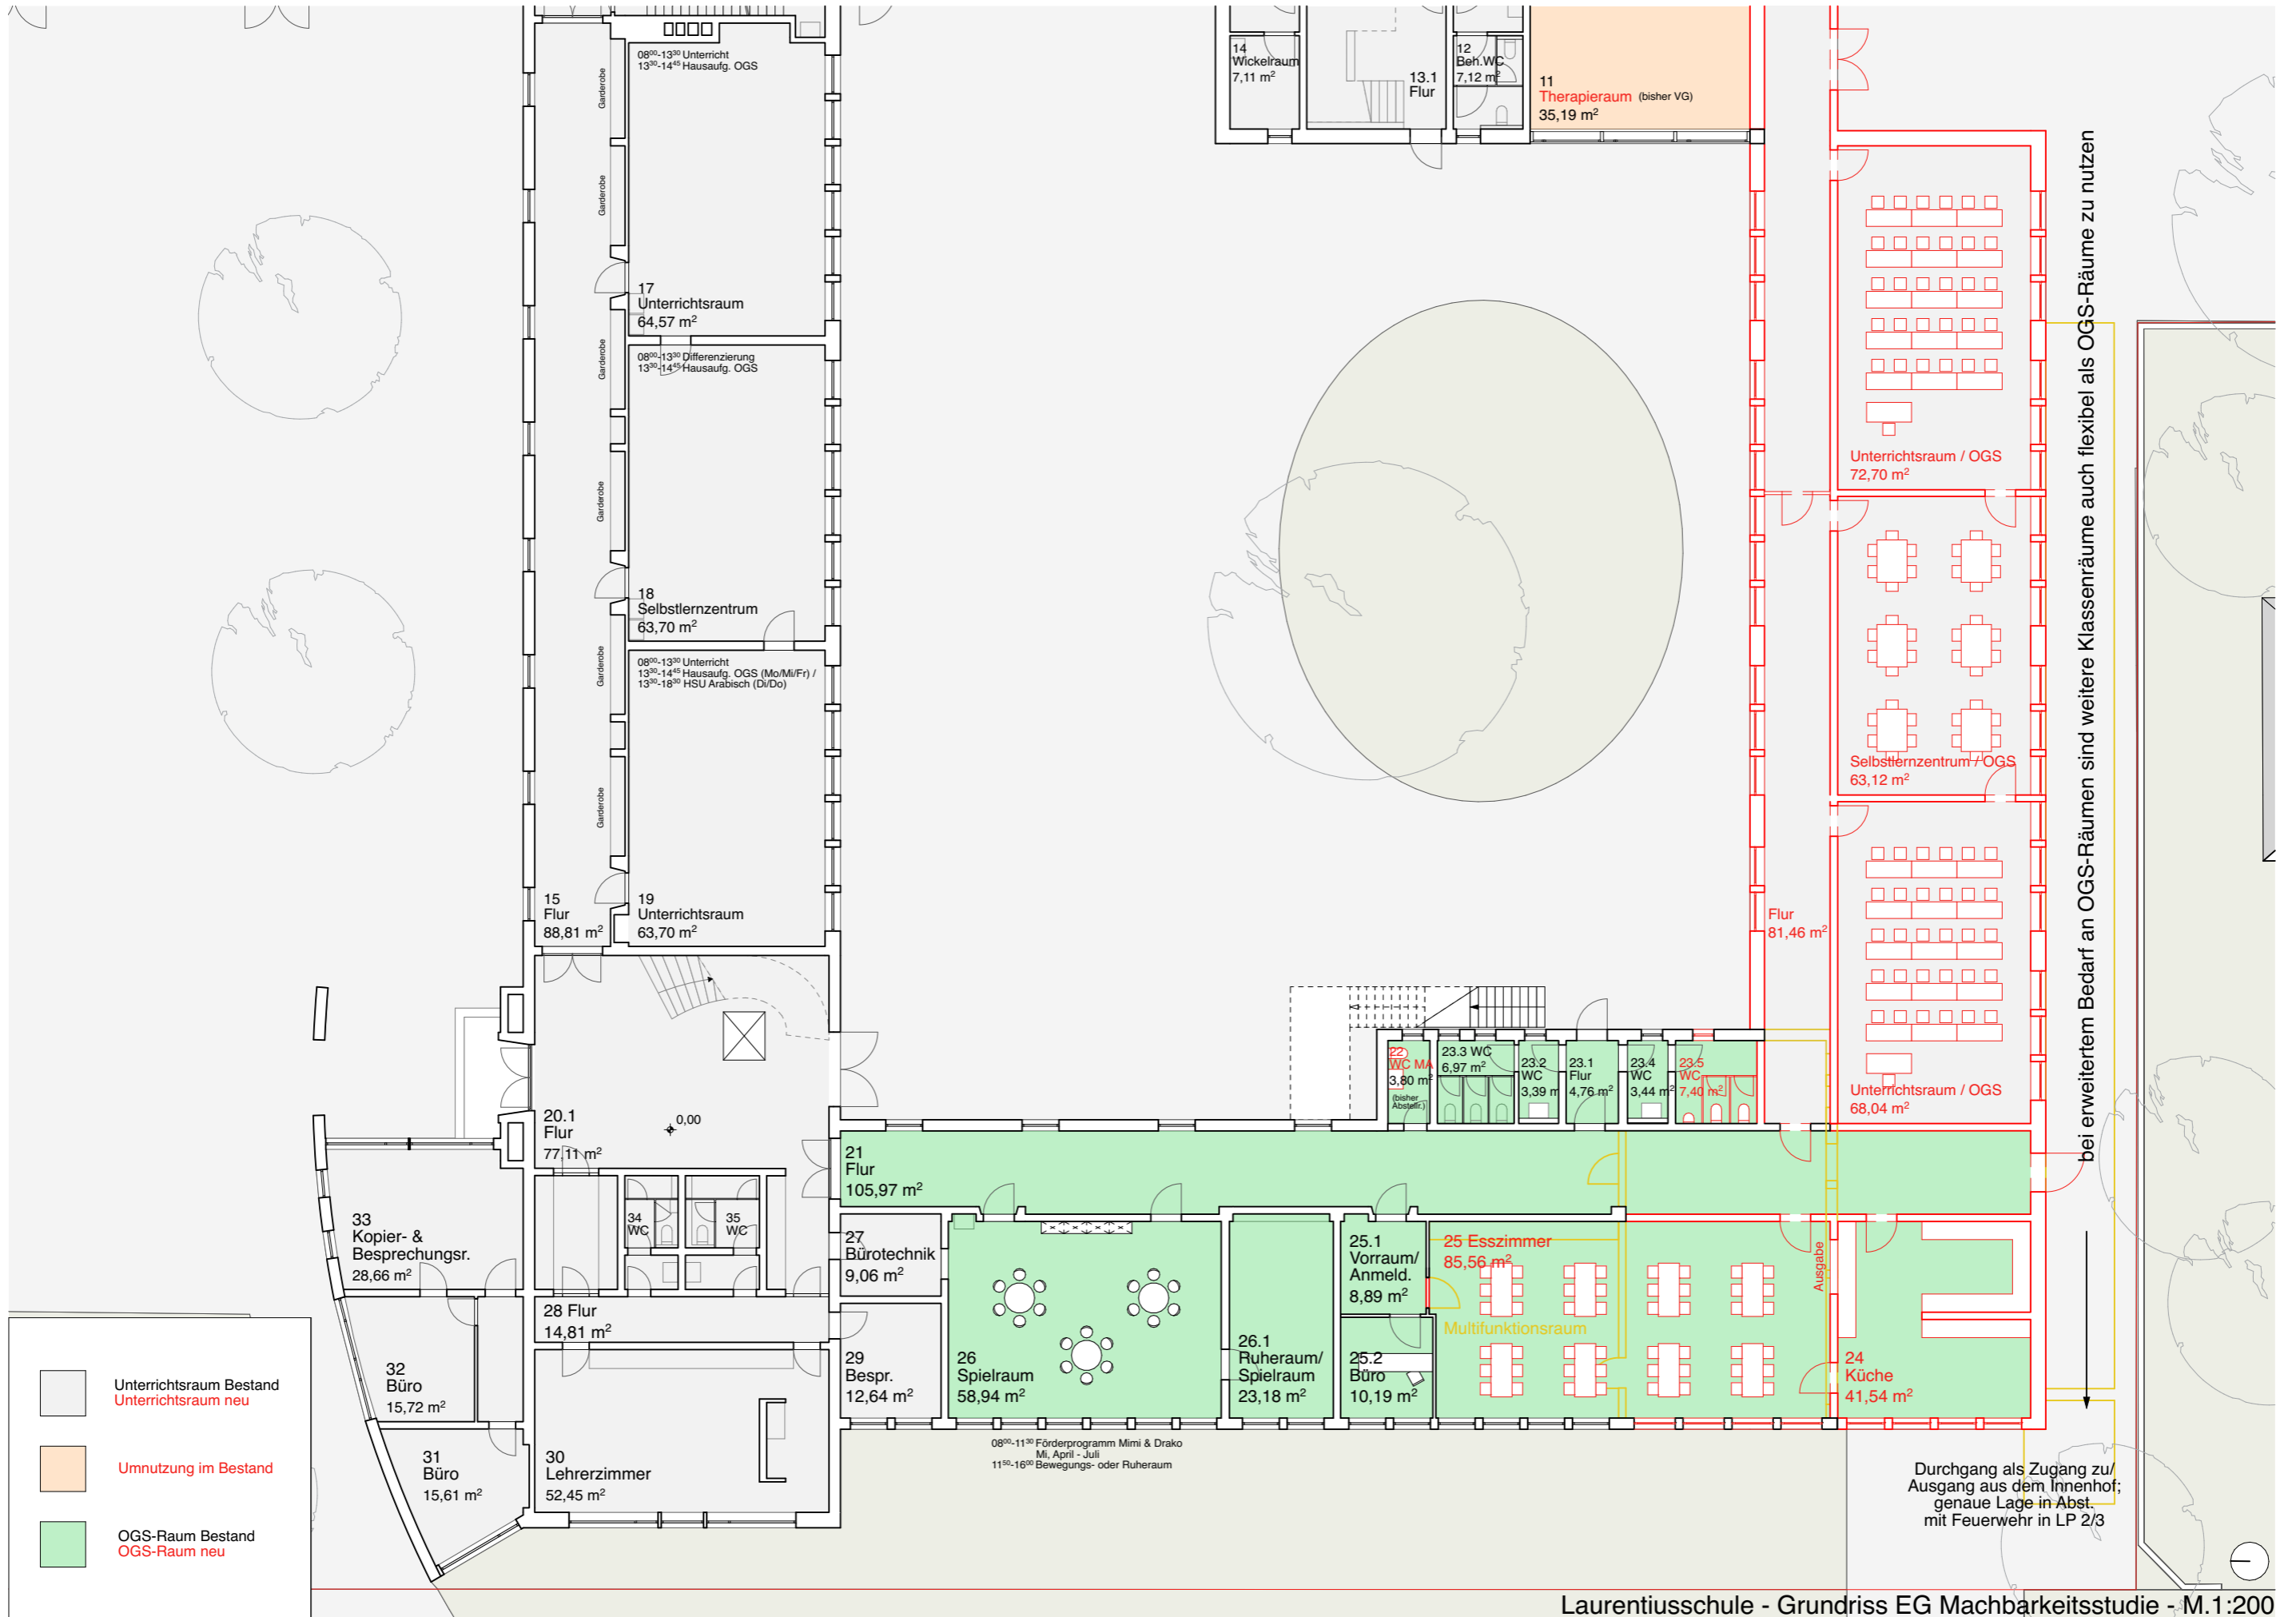 08⁰⁰-13³⁰ Unterricht
13³⁰-14⁴⁵ Hausaufg. OGS
Garderobe
Garderobe
Garderobe
Garderobe
Garderobe
Garderobe
17
Unterrichtsraum
64,57 m²
08⁰⁰-13³⁰ Differenzierung
13³⁰-14⁴⁵ Hausaufg. OGS
18
Selbstlernzentrum
63,70 m²
08⁰⁰-13³⁰ Unterricht
13³⁰-14⁴⁵ Hausaufg. OGS (Mo/Mi/Fr) /
13³⁰-18³⁰ HSU Arabisch (Di/Do)
15
Flur
88,81 m²
19
Unterrichtsraum
63,70 m²
14
Wickelraum
7,11 m²
13.1
Flur
12
Beh.WC
7,12 m²
11
Therapieraum (bisher VG)
35,19 m²
Unterrichtsraum / OGS
72,70 m²
Selbstlernzentrum / OGS
63,12 m²
Flur
81,46 m²
Unterrichtsraum / OGS
68,04 m²
bei erweitertem Bedarf an OGS-Räumen sind weitere Klassenräume auch flexibel als OGS-Räume zu nutzen
20.1
Flur
77,11 m²
0,00
22
WC MA
3,80 m²
(bisher
Abstellr.)
23.3 WC
6,97 m²
23.2
WC
3,39 m
23.1
Flur
4,76 m²
23.4
WC
3,44 m²
23.5
WC
7,40 m²
21
Flur
105,97 m²
33
Kopier- &
Besprechungsr.
28,66 m²
34
WC
35
WC
27
Bürotechnik
9,06 m²
28 Flur
14,81 m²
29
Bespr.
12,64 m²
26
Spielraum
58,94 m²
26.1
Ruheraum/
Spielraum
23,18 m²
25.1
Vorraum/
Anmeld.
8,89 m²
25.2
Büro
10,19 m²
25 Esszimmer
85,56 m²
Multifunktionsraum
Ausgabe
24
Küche
41,54 m²
32
Büro
15,72 m²
31
Büro
15,61 m²
30
Lehrerzimmer
52,45 m²
08⁰⁰-11³⁰ Förderprogramm Mimi & Drako
Mi, April - Juli
11⁵⁰-16⁰⁰ Bewegungs- oder Ruheraum
Durchgang als Zugang zu/
Ausgang aus dem Innenhof;
genaue Lage in Abst.
mit Feuerwehr in LP 2/3
Unterrichtsraum Bestand
Unterrichtsraum neu
Umnutzung im Bestand
OGS-Raum Bestand
OGS-Raum neu
Laurentiusschule - Grundriss EG Machbarkeitsstudie - M.1:200